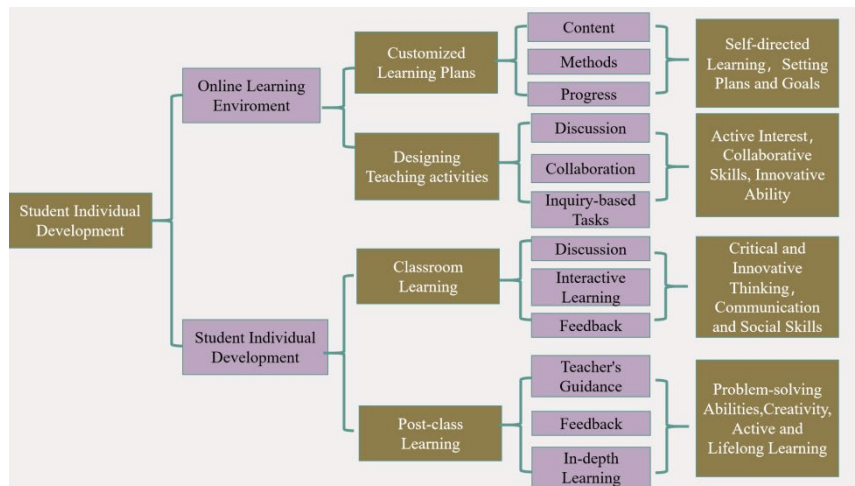 Student Individual
Development
Online Learning
Enviroment
Student Individual
Development
Customized
Learning Plans
Designing
Teaching activities
Classroom
Learning
Post-class
Learning
Content
Methods
Progress
Discussion
Collaboration
Inquiry-based
Tasks
Discussion
Interactive
Learning
Feedback
Teacher's
Guidance
Feedback
In-depth
Learning
Self-directed
Learning, Setting
Plans and Goals
Active Interest,
Collaborative
Skills, Innovative
Ability
Critical and
Innovative
Thinking,
Communication
and Social Skills
Problem-solving
Abilities,Creativity,
Active and
Lifelong Learning